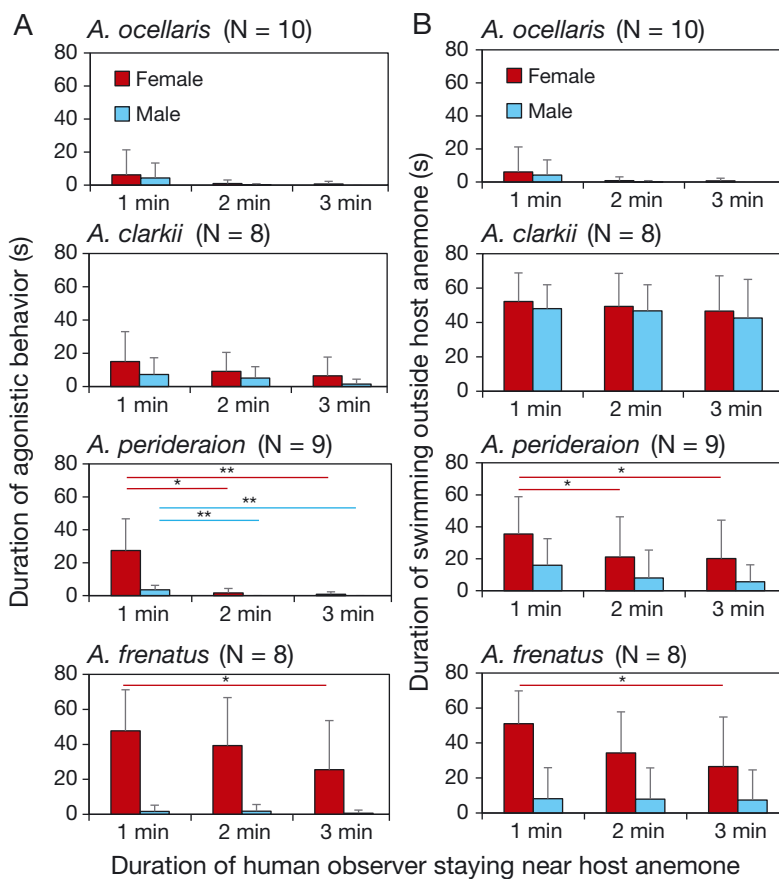 A
A. ocellaris (N = 10)
80
60
40
20
0
Female
Male
1 min 2 min 3 min
A. clarkii (N = 8)
80
60
40
20
0
1 min 2 min 3 min
A. perideraion (N = 9)
80
60
40
20
0
**
*
**
**
1 min 2 min 3 min
A. frenatus (N = 8)
80
60
40
20
0
*
1 min 2 min 3 min
Duration of agonistic behavior (s)
B
A. ocellaris (N = 10)
80
60
40
20
0
Female
Male
1 min 2 min 3 min
A. clarkii (N = 8)
80
60
40
20
0
1 min 2 min 3 min
A. perideraion (N = 9)
80
60
40
20
0
*
*
1 min 2 min 3 min
A. frenatus (N = 8)
80
60
40
20
0
*
1 min 2 min 3 min
Duration of swimming outside host anemone (s)
Duration of human observer staying near host anemone